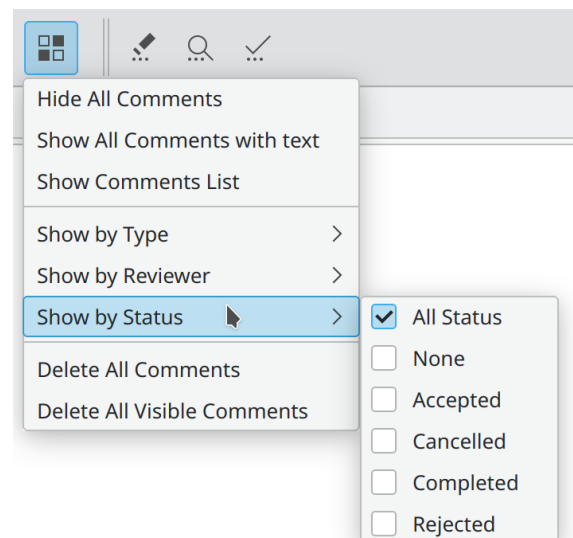 Hide All Comments
Show All Comments with text
Show Comments List
Show by Type
Show by Reviewer
Show by Status
Delete All Comments
Delete All Visible Comments
All Status
None
Accepted
Cancelled
Completed
Rejected